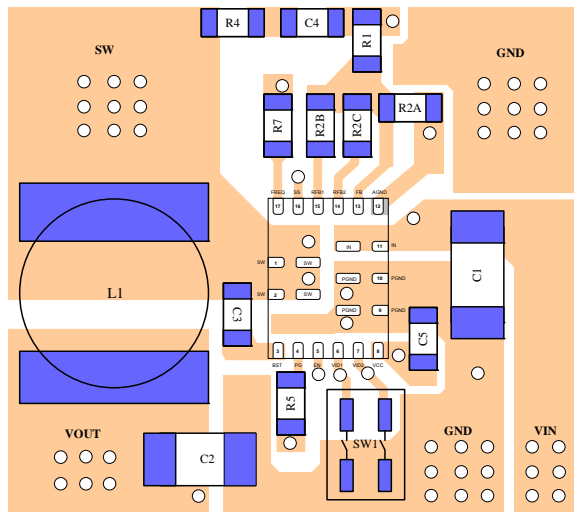 R4
C4
R1
SW
GND
R2A
R7
R2B
R2C
FREQ SS RFB1 RFB2 FB AGND
17 16 15 14 13 12
IN 11 IN
SW 1 SW
PGND 10 PGND
C1
L1
SW 2 SW
PGND 9 PGND
C3
C5
3 4 5 6 7 8
BST PG EN VID1 VID2 VCC
R5
VOUT
SW1
GND
VIN
C2